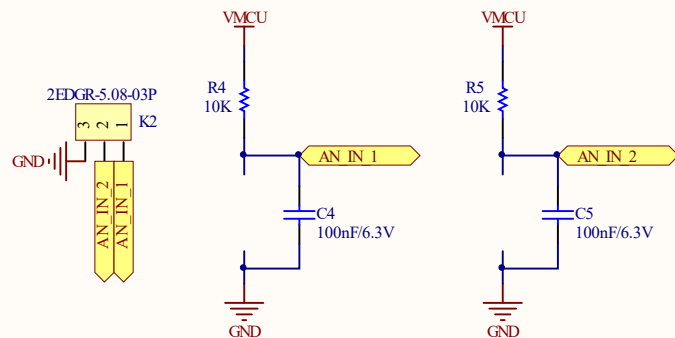 VMCU
VMCU
R4
10K
R5
10K
2EDGR-5.08-03P
3
2
1
K2
GND
AN_IN_2
AN_IN_1
AN_IN_1
AN_IN_2
C4
100nF/6.3V
C5
100nF/6.3V
GND
GND